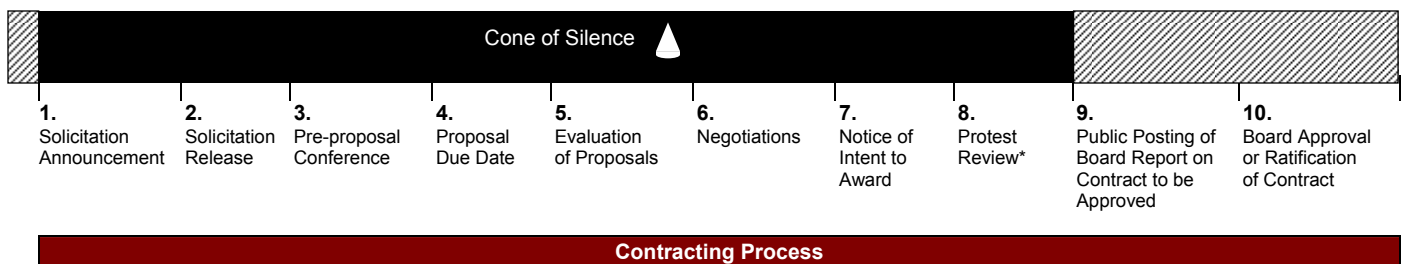 Cone of Silence
1.
Solicitation
Announcement
2.
Solicitation
Release
3.
Pre-proposal
Conference
4.
Proposal
Due Date
5.
Evaluation
of Proposals
6.
Negotiations
7.
Notice of
Intent to
Award
8.
Protest
Review*
9.
Public Posting of
Board Report on
Contract to be
Approved
10.
Board Approval
or Ratification
of Contract
Contracting Process